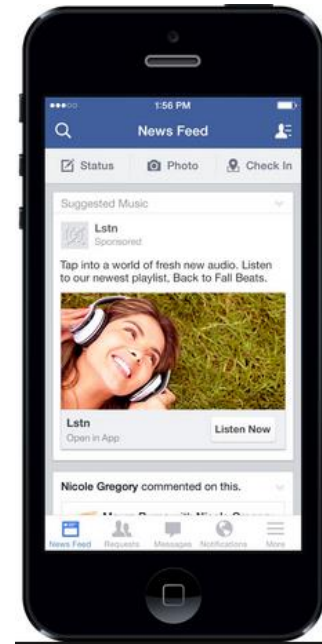 1:56 PM
News Feed
Status Photo Check In
Suggested Music
Lstn
Sponsored
Tap into a world of fresh new audio. Listen
to our newest playlist, Back to Fall Beats.
Lstn
Open in App
Listen Now
Nicole Gregory commented on this.
News Feed Requests Messages Notifications More